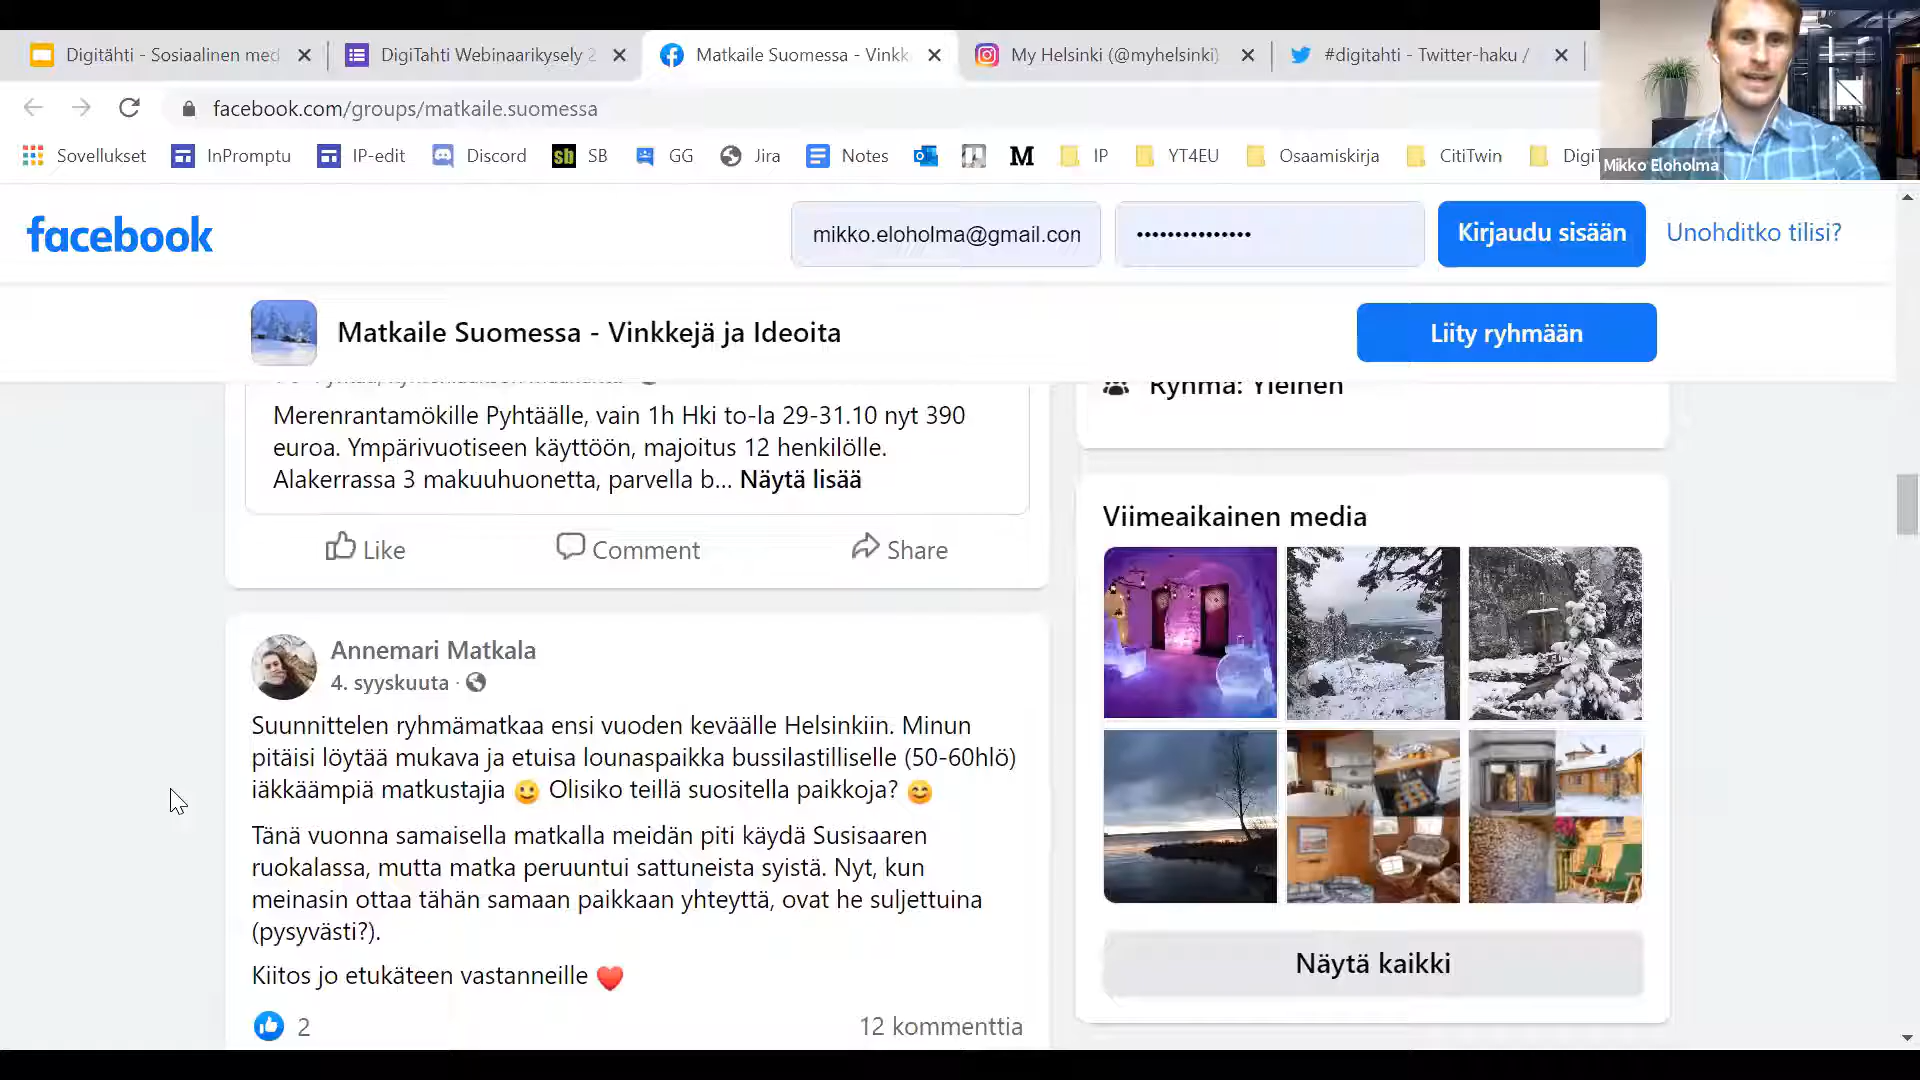 Digitähti - Sosiaalinen med
DigiTahti Webinaarikysely 2
Matkaile Suomessa - Vinkk
My Helsinki (@myhelsinki)
#digitahti - Twitter-haku /
facebook.com/groups/matkaile.suomessa
Sovellukset
InPromptu
IP-edit
Discord
sb
SB
GG
Jira
Notes
M
IP
YT4EU
Osaamiskirja
CitiTwin
DigiT
Mikko Eloholma
facebook
mikko.eloholma@gmail.con
Kirjaudu sisään
Unohditko tilisi?
Matkaile Suomessa - Vinkkejä ja Ideoita
Liity ryhmään
Merenrantamökille Pyhtäälle, vain 1h Hki to-la 29-31.10 nyt 390
euroa. Ympärivuotiseen käyttöön, majoitus 12 henkilölle.
Alakerrassa 3 makuuhuonetta, parvella b... Näytä lisää
Like
Comment
Share
Ryhmä: Yleinen
Viimeaikainen media
Näytä kaikki
Annemari Matkala
4. syyskuuta ·
Suunnittelen ryhmämatkaa ensi vuoden keväälle Helsinkiin. Minun
pitäisi löytää mukava ja etuisa lounaspaikka bussilastilliselle (50-60hlö)
iäkkäämpiä matkustajia 🙂 Olisiko teillä suositella paikkoja? 😊
Tänä vuonna samaisella matkalla meidän piti käydä Susisaaren
ruokalassa, mutta matka peruuntui sattuneista syistä. Nyt, kun
meinasin ottaa tähän samaan paikkaan yhteyttä, ovat he suljettuina
(pysyvästi?).
Kiitos jo etukäteen vastanneille ❤️
2
12 kommenttia